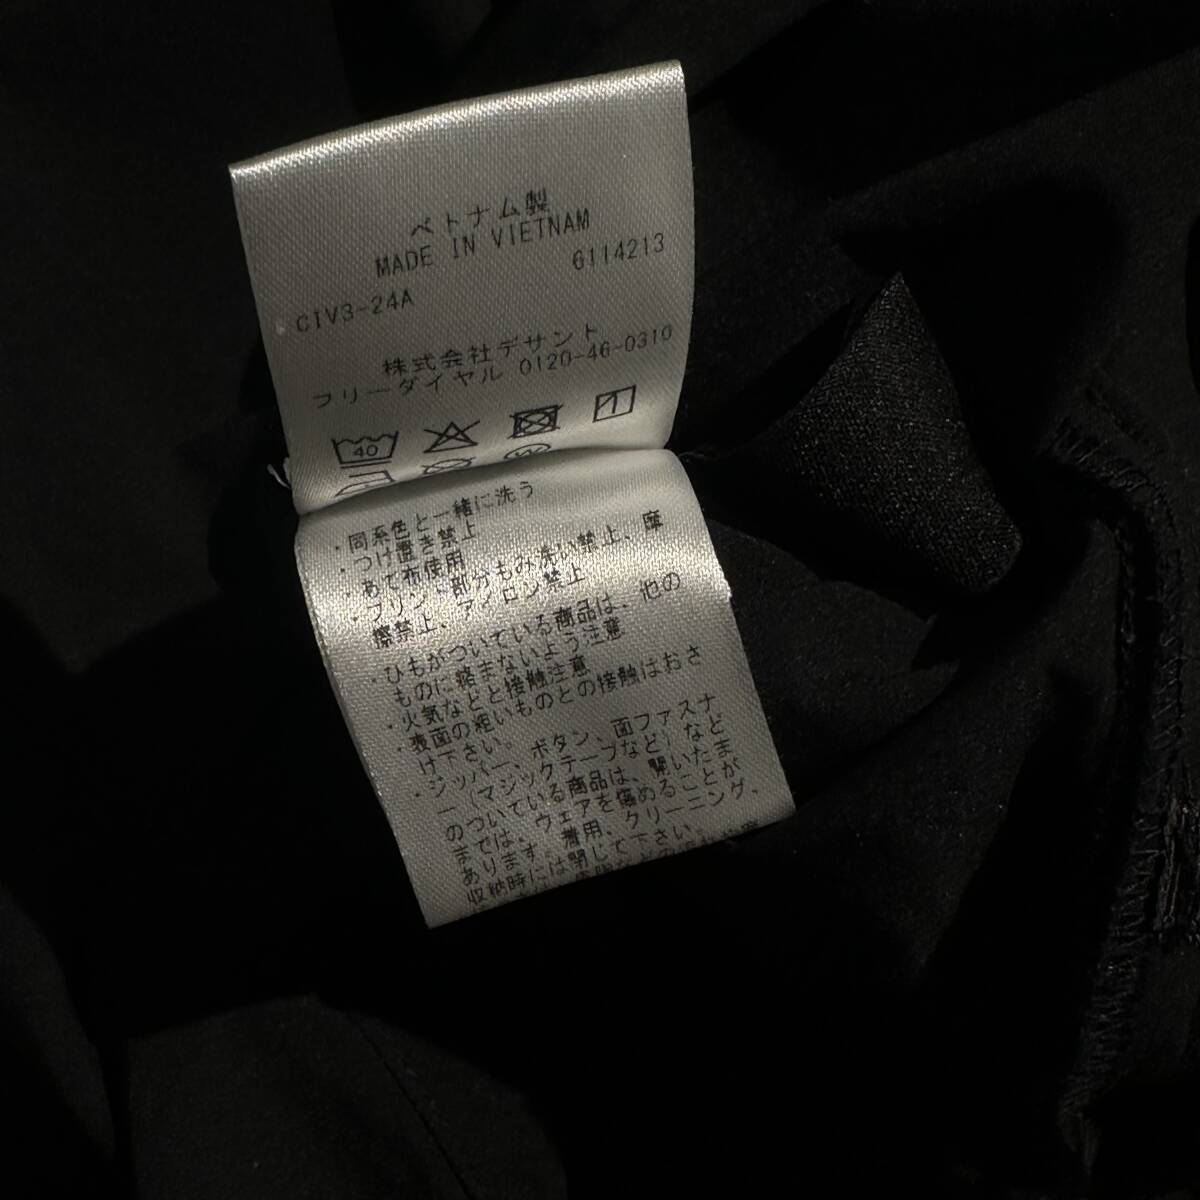 ベトナム製
MADE IN VIETNAM
6114213
CIV3-24A
株式会社デサント
フリーダイヤル 0120-46-0310
40
・同系色と一緒に洗う
・つけ置き禁止
・あて布使用
・プリント部分もみ洗い禁止、摩
擦禁止、アイロン禁止
・ひもがついている商品は、他の
ものに絡まないよう注意
・火気などと接触注意
・表面の粗いものとの接触はおさ
け下さい。
・ジッパー、ボタン、面ファスナ
ー（マジックテープなど）など
のついている商品は、開いたま
までは、ウェアを傷めることが
あります。着用、クリーニング、
収納時には閉じて下さい。